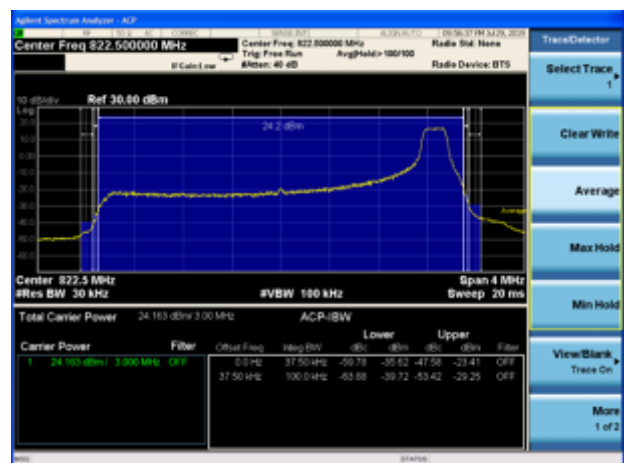 Agilent Spectrum Analyzer - ACP
Center Freq 822.500000 MHz
Center Freq: 822.500000 MHz
Trig: Free Run
Avg|Hold:> 100/100
#Atten: 40 dB
IFGain:Low
Radio Std: None
Radio Device: BTS
Trace/Detector
Select Trace
1
Clear Write
Average
Max Hold
Min Hold
View/Blank
Trace On
More
1 of 2
10 dB/div Ref 30.00 dBm
Log
24.2 dBm
Average
Center 822.5 MHz
Span 4 MHz
#Res BW 30 kHz
#VBW 100 kHz
Sweep 20 ms
Total Carrier Power 24.163 dBm/ 3.00 MHz
ACP-IBW
Lower Upper
Carrier Power Filter
Offset Freq Integ BW dBc dBm dBc dBm Filter
1 24.163 dBm / 3.000 MHz OFF
0.0 Hz 37.50 kHz -59.78 -35.62 -47.58 -23.41 OFF
37.50 kHz 100.0 kHz -63.88 -39.72 -53.42 -29.25 OFF
MSG
STATUS